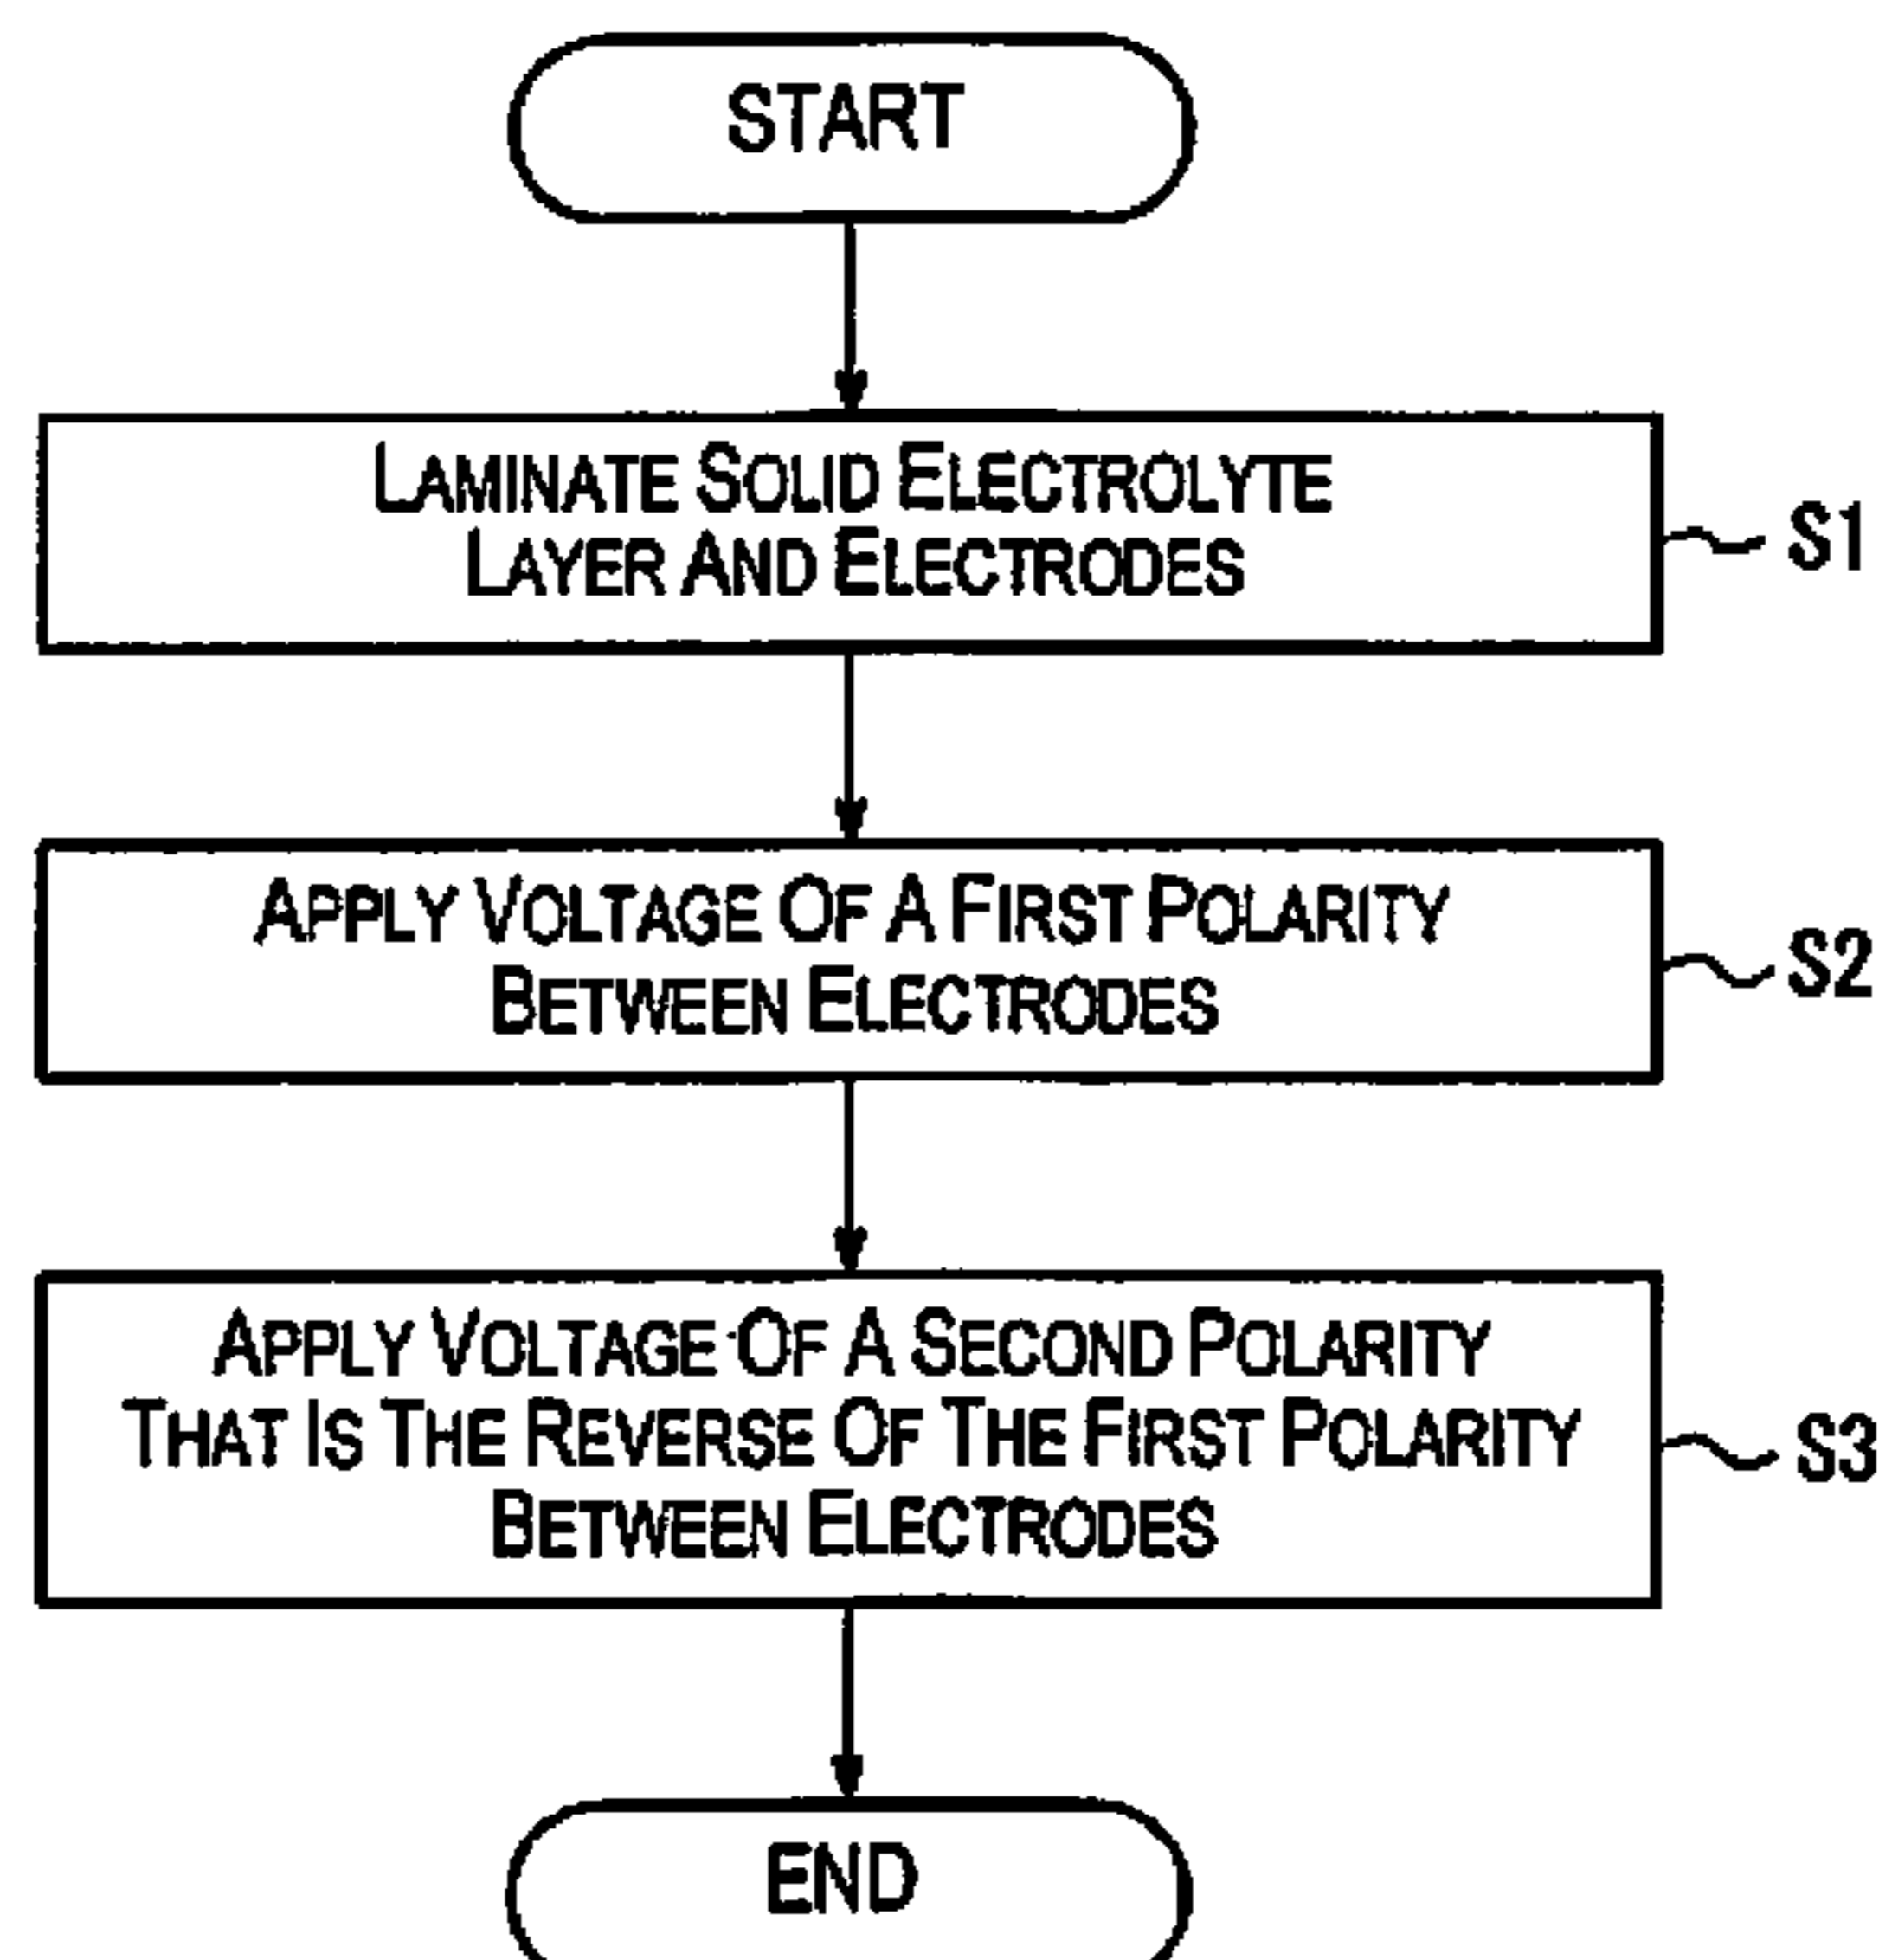 START
LAMINATE SOLID ELECTROLYTE
LAYER AND ELECTRODES
S1
APPLY VOLTAGE OF A FIRST POLARITY
BETWEEN ELECTRODES
S2
APPLY VOLTAGE OF A SECOND POLARITY
THAT IS THE REVERSE OF THE FIRST POLARITY
BETWEEN ELECTRODES
S3
END